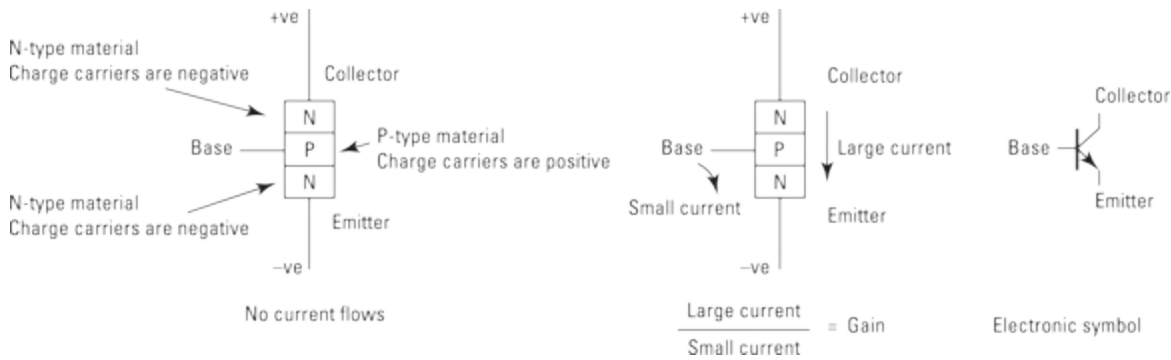 +ve
N-type material
Charge carriers are negative
Collector
N
P
N
Base
P-type material
Charge carriers are positive
N-type material
Charge carriers are negative
Emitter
−ve
No current flows
+ve
Collector
N
P
N
Base
Large current
Small current
Emitter
−ve
Large current
Small current
= Gain
Collector
Base
Emitter
Electronic symbol